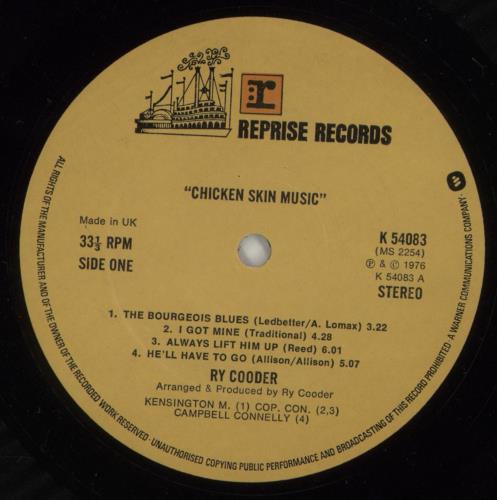 r
REPRISE RECORDS
"CHICKEN SKIN MUSIC"
Made in UK
33⅓ RPM
SIDE ONE
K 54083
(MS 2254)
℗ & © 1976
K 54083 A
STEREO
1. THE BOURGEOIS BLUES (Ledbetter/A. Lomax) 3.22
2. I GOT MINE (Traditional) 4.28
3. ALWAYS LIFT HIM UP (Reed) 6.01
4. HE'LL HAVE TO GO (Allison/Allison) 5.07
RY COODER
Arranged & Produced by Ry Cooder
KENSINGTON M. (1) COP. CON. (2,3)
CAMPBELL CONNELLY (4)
ALL RIGHTS OF THE MANUFACTURER AND OF THE OWNER OF THE RECORDED WORK RESERVED · UNAUTHORISED COPYING PUBLIC PERFORMANCE AND BROADCASTING OF THIS RECORD PROHIBITED · A WARNER COMMUNICATIONS COMPANY ·